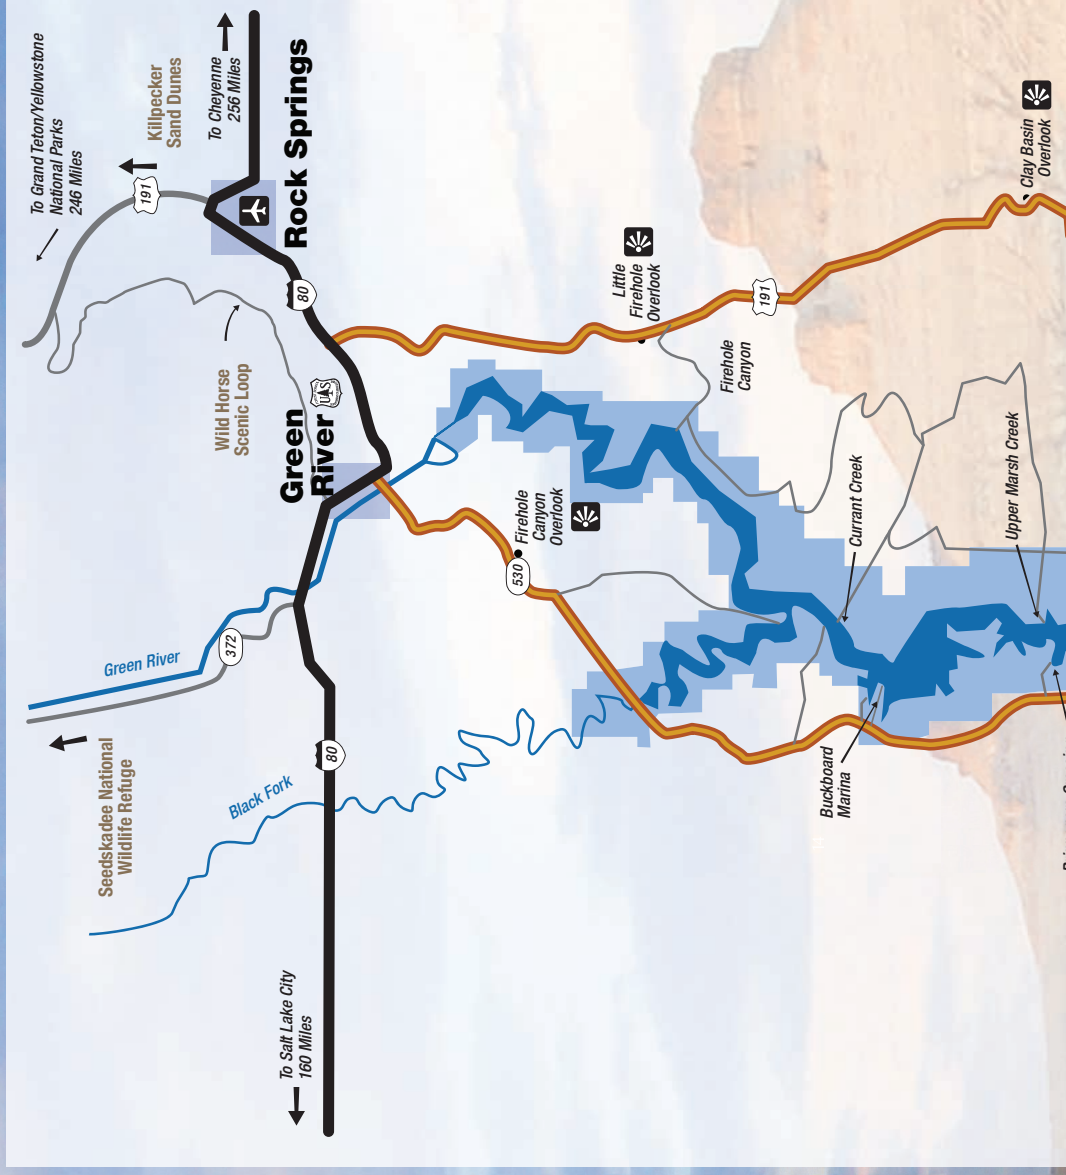 To Grand Teton/Yellowstone
National Parks
246 Miles
191
Killpecker
Sand Dunes
To Cheyenne
256 Miles
Rock Springs
80
Wild Horse
Scenic Loop
Green
River
UAS
372
Green River
Seedskadee National
Wildlife Refuge
Black Fork
80
To Salt Lake City
160 Miles
530
Firehole
Canyon
Overlook
Little
Firehole
Overlook
191
Firehole
Canyon
Clay Basin
Overlook
Currant Creek
Upper Marsh Creek
Buckboard
Marina